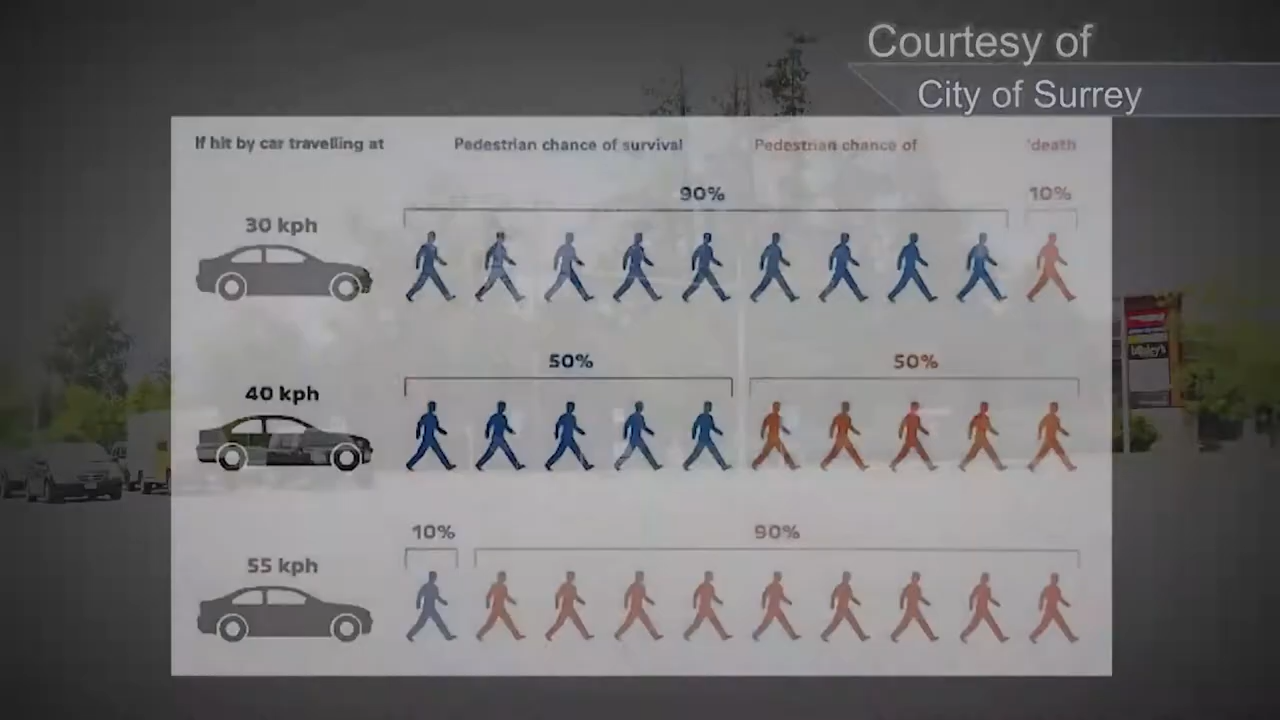 Courtesy of
City of Surrey
If hit by car travelling at
Pedestrian chance of survival
Pedestrian chance of
'death
90%
10%
30 kph
50%
50%
40 kph
10%
90%
55 kph